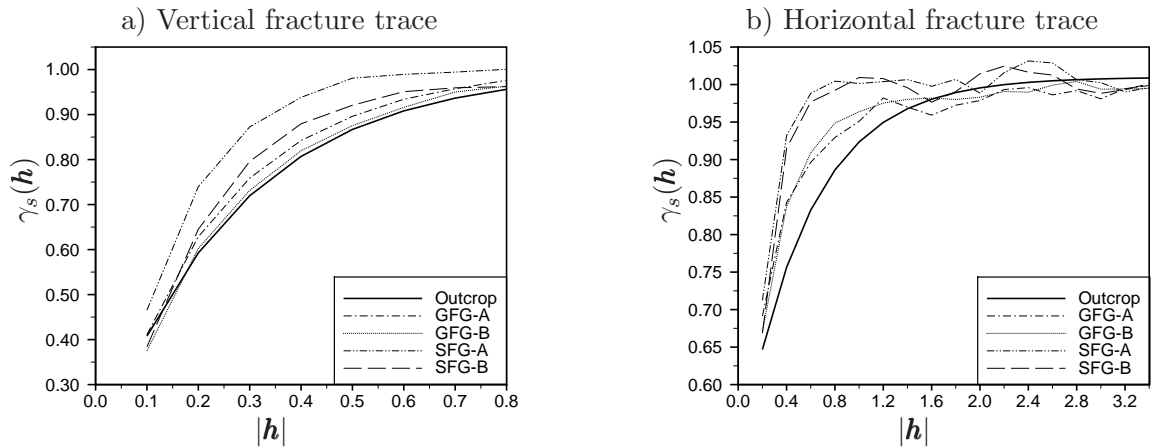 a) Vertical fracture trace
1.00
0.90
0.80
0.70
0.60
0.50
0.40
0.30
γs(h)
0.0 0.1 0.2 0.3 0.4 0.5 0.6 0.7 0.8
|h|
Outcrop
GFG-A
GFG-B
SFG-A
SFG-B
b) Horizontal fracture trace
1.05
1.00
0.95
0.90
0.85
0.80
0.75
0.70
0.65
0.60
γs(h)
0.0 0.4 0.8 1.2 1.6 2.0 2.4 2.8 3.2
|h|
Outcrop
GFG-A
GFG-B
SFG-A
SFG-B